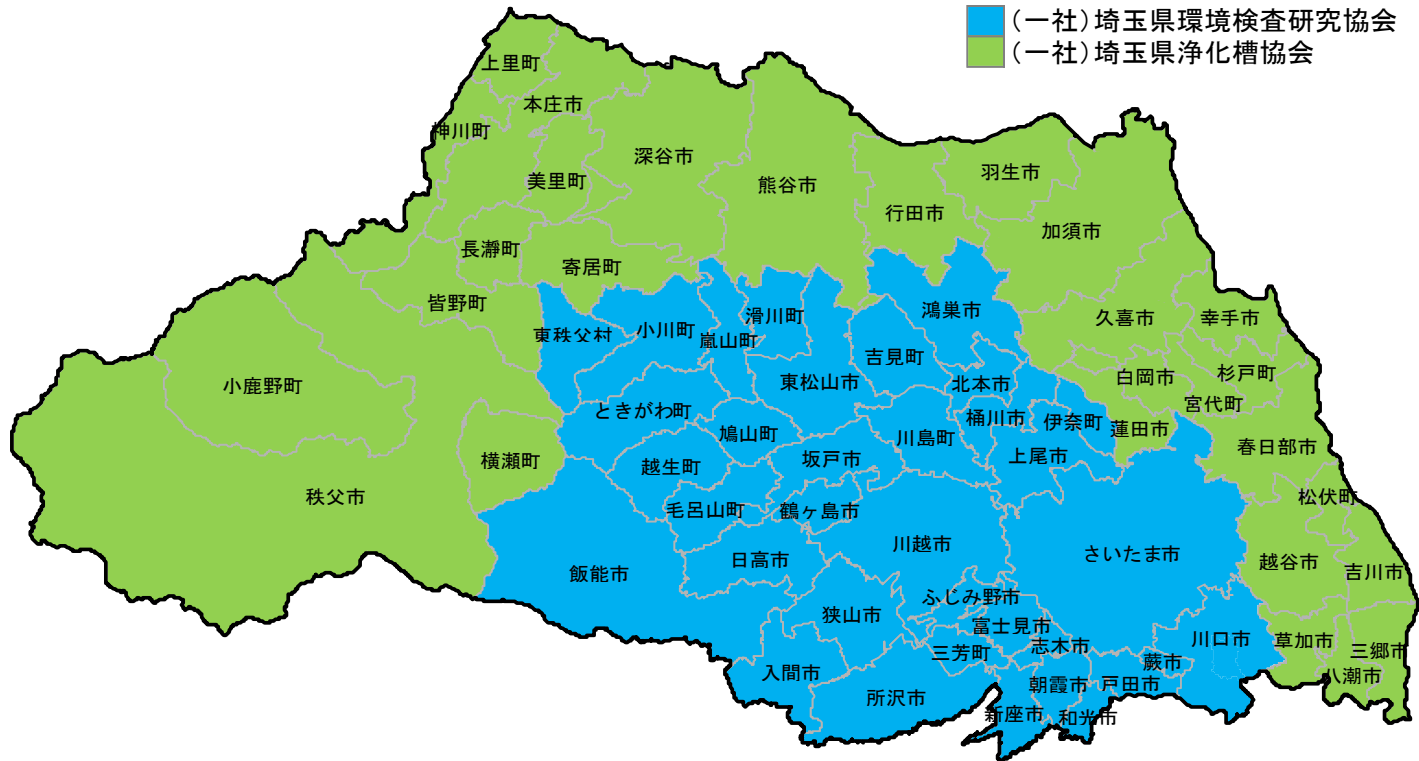 (一社)埼玉県環境検査研究協会
(一社)埼玉県浄化槽協会
上里町
本庄市
神川町
深谷市
美里町
熊谷市
羽生市
行田市
加須市
長瀞町
寄居町
皆野町
鴻巣市
久喜市
幸手市
滑川町
東秩父村
小川町
嵐山町
吉見町
小鹿野町
東松山市
北本市
白岡市
杉戸町
宮代町
ときがわ町
桶川市
伊奈町
蓮田市
鳩山町
川島町
春日部市
横瀬町
越生町
坂戸市
上尾市
秩父市
松伏町
毛呂山町
鶴ヶ島市
川越市
さいたま市
日高市
飯能市
越谷市
吉川市
ふじみ野市
狭山市
富士見市
志木市
川口市
草加市
三芳町
三郷市
蕨市
入間市
八潮市
朝霞市
戸田市
所沢市
新座市
和光市